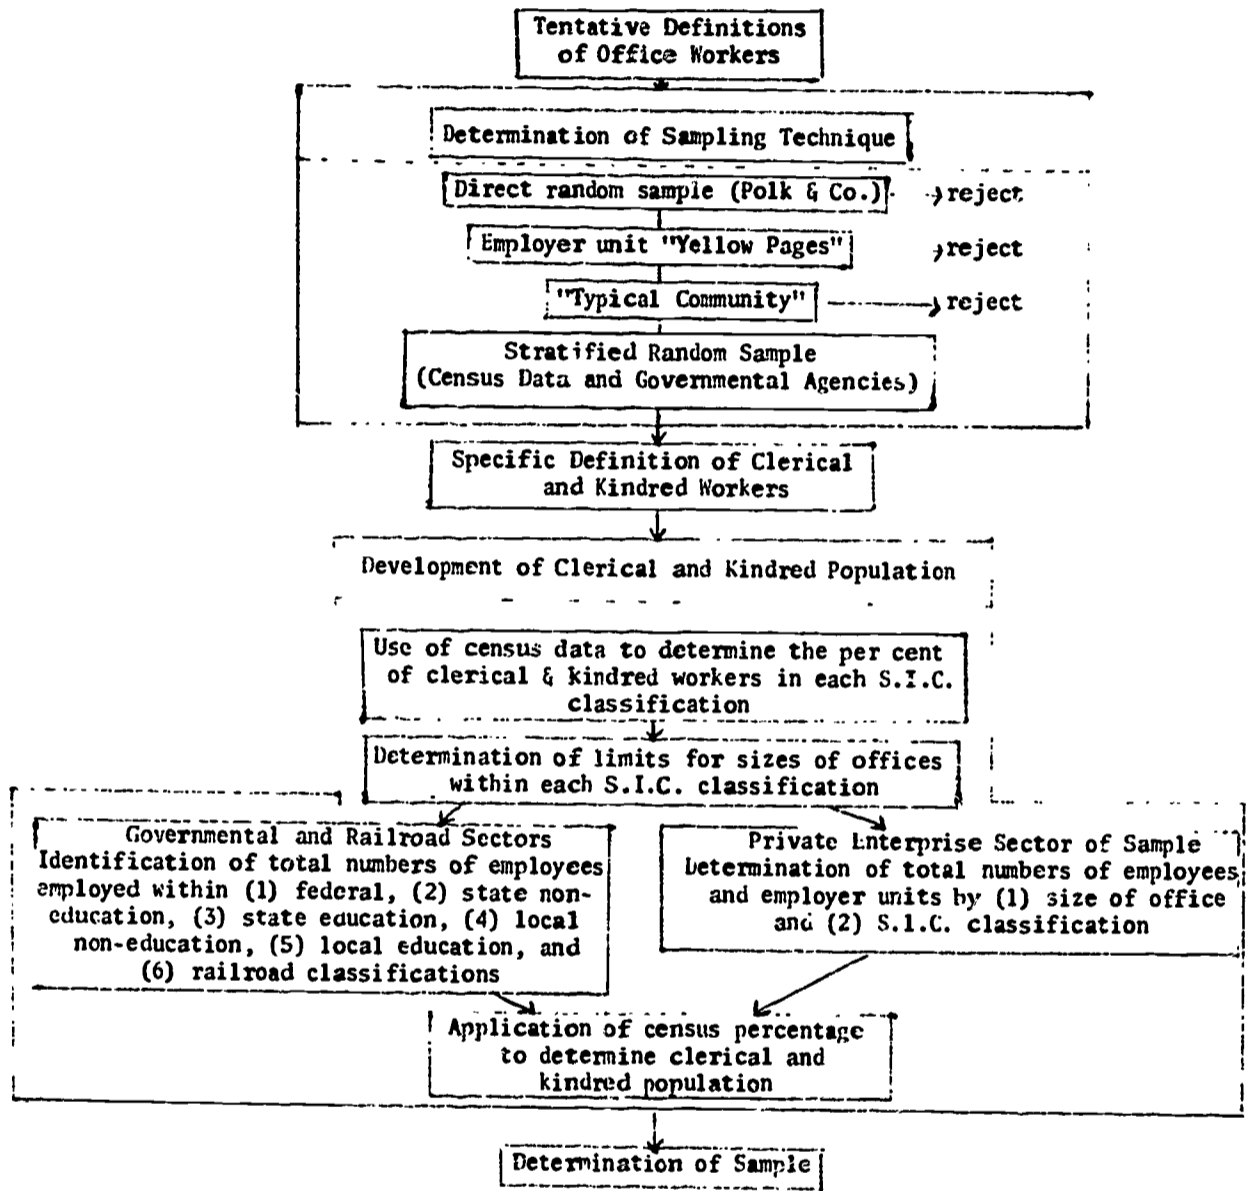 Tentative Definitions
of Office Workers
Determination of Sampling Technique
Direct random sample (Polk & Co.)
reject
Employer unit "Yellow Pages"
reject
"Typical Community"
reject
Stratified Random Sample
(Census Data and Governmental Agencies)
Specific Definition of Clerical
and Kindred Workers
Development of Clerical and Kindred Population
Use of census data to determine the per cent
of clerical & kindred workers in each S.I.C.
classification
Determination of limits for sizes of offices
within each S.I.C. classification
Governmental and Railroad Sectors
Identification of total numbers of employees
employed within (1) federal, (2) state non-
education, (3) state education, (4) local
non-education, (5) local education, and
(6) railroad classifications
Private Enterprise Sector of Sample
Determination of total numbers of employees
and employer units by (1) size of office
and (2) S.I.C. classification
Application of census percentage
to determine clerical and
kindred population
Determination of Sample